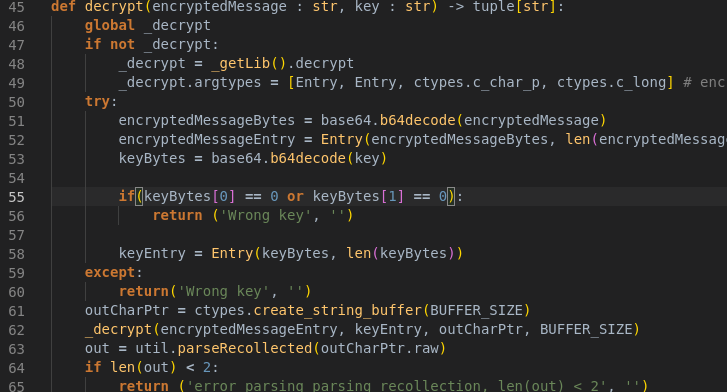 45 def decrypt(encryptedMessage : str, key : str) -> tuple[str]:
46     global _decrypt
47     if not _decrypt:
48         _decrypt = _getLib().decrypt
49         _decrypt.argtypes = [Entry, Entry, ctypes.c_char_p, ctypes.c_long] # enc
50     try:
51         encryptedMessageBytes = base64.b64decode(encryptedMessage)
52         encryptedMessageEntry = Entry(encryptedMessageBytes, len(encryptedMessag
53         keyBytes = base64.b64decode(key)
54
55         if(keyBytes[0] == 0 or keyBytes[1] == 0):
56             return ('Wrong key', '')
57
58         keyEntry = Entry(keyBytes, len(keyBytes))
59     except:
60         return('Wrong key', '')
61     outCharPtr = ctypes.create_string_buffer(BUFFER_SIZE)
62     _decrypt(encryptedMessageEntry, keyEntry, outCharPtr, BUFFER_SIZE)
63     out = util.parseRecollected(outCharPtr.raw)
64     if len(out) < 2:
65         return ('error parsing parsing recollection, len(out) < 2', '')